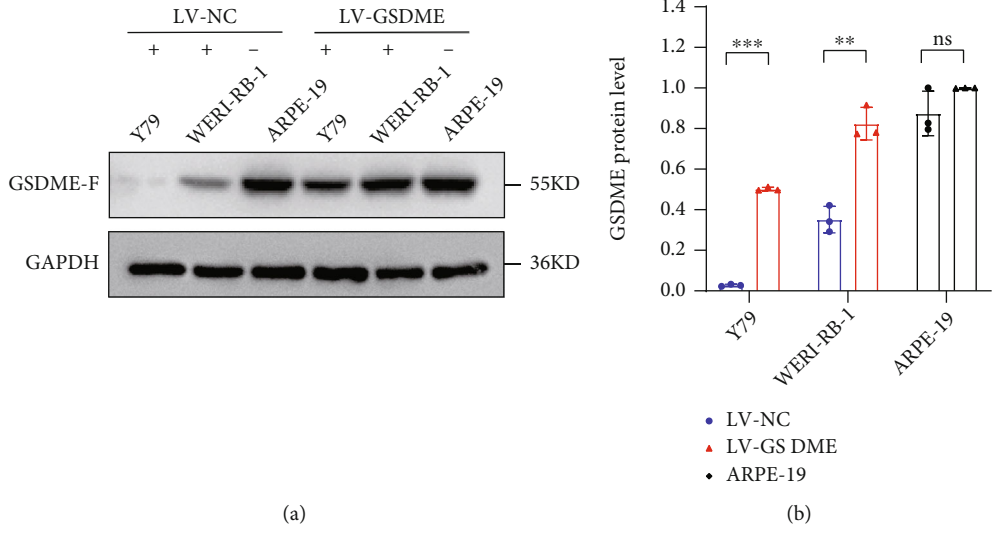 LV-NC LV-GSDME
+ + – + + –
Y79 WERI-RB-1 ARPE-19 Y79 WERI-RB-1 ARPE-19
GSDME-F 55KD
GAPDH 36KD
(a)
GSDME protein level
1.4
1.2
1.0
0.8
0.6
0.4
0.2
0.0
*** ** ns
Y79 WERI-RB-1 ARPE-19
LV-NC
LV-GS DME
ARPE-19
(b)